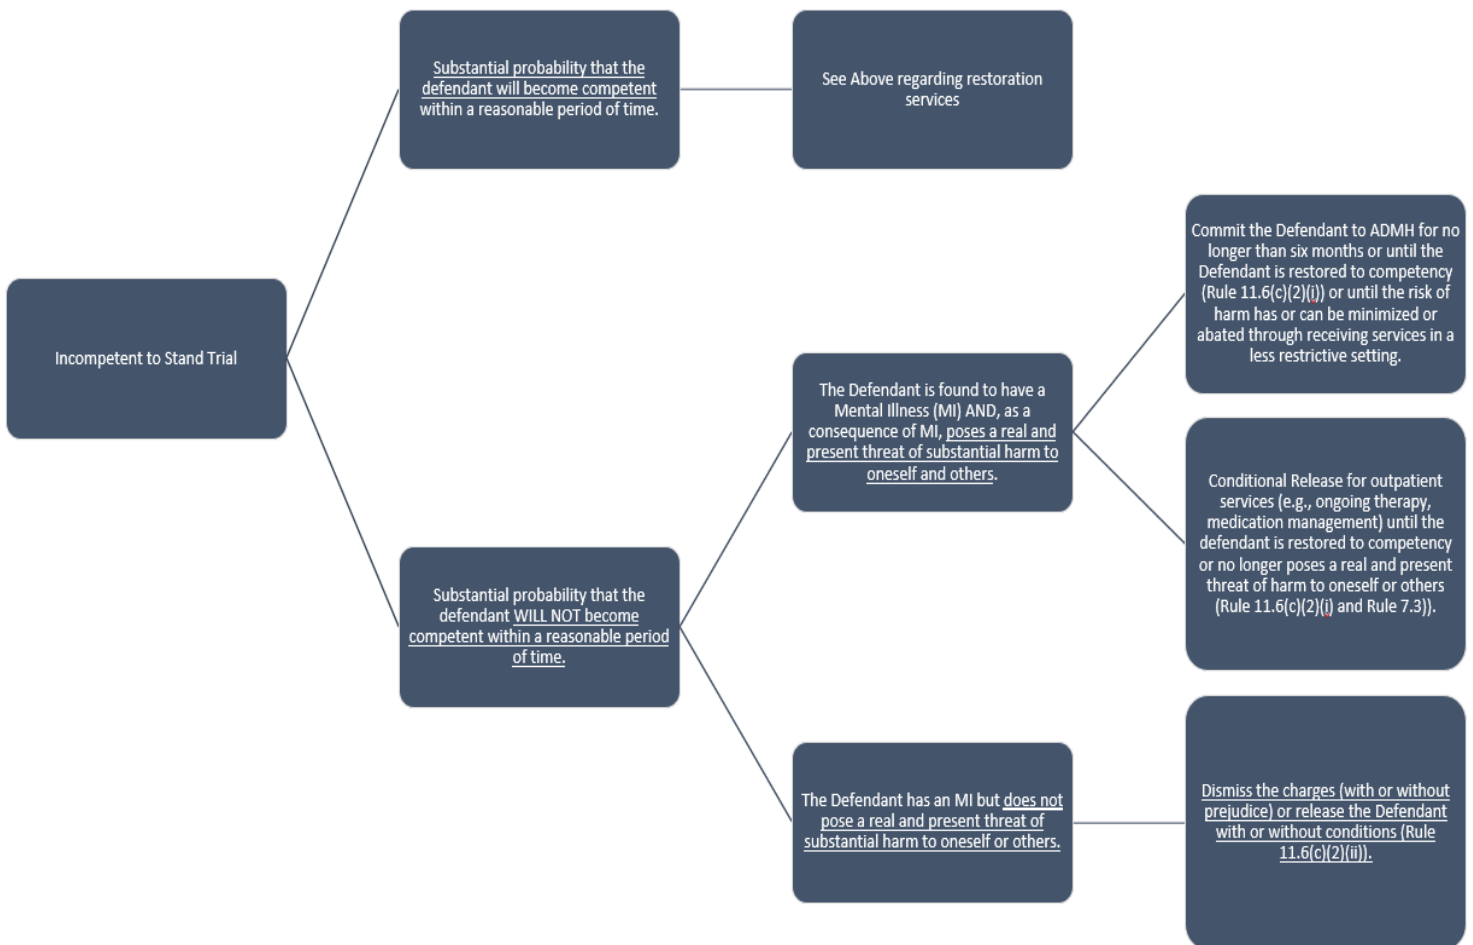 Substantial probability that the
defendant will become competent
within a reasonable period of time.
See Above regarding restoration
services
Incompetent to Stand Trial
Substantial probability that the
defendant WILL NOT become
competent within a reasonable period
of time.
The Defendant is found to have a
Mental Illness (MI) AND, as a
consequence of MI, poses a real and
present threat of substantial harm to
oneself and others.
Commit the Defendant to ADMH for no
longer than six months or until the
Defendant is restored to competency
(Rule 11.6(c)(2)(i)) or until the risk of
harm has or can be minimized or
abated through receiving services in a
less restrictive setting.
Conditional Release for outpatient
services (e.g., ongoing therapy,
medication management) until the
defendant is restored to competency
or no longer poses a real and present
threat of harm to oneself or others
(Rule 11.6(c)(2)(i) and Rule 7.3)).
The Defendant has an MI but does not
pose a real and present threat of
substantial harm to oneself or others.
Dismiss the charges (with or without
prejudice) or release the Defendant
with or without conditions (Rule
11.6(c)(2)(ii)).